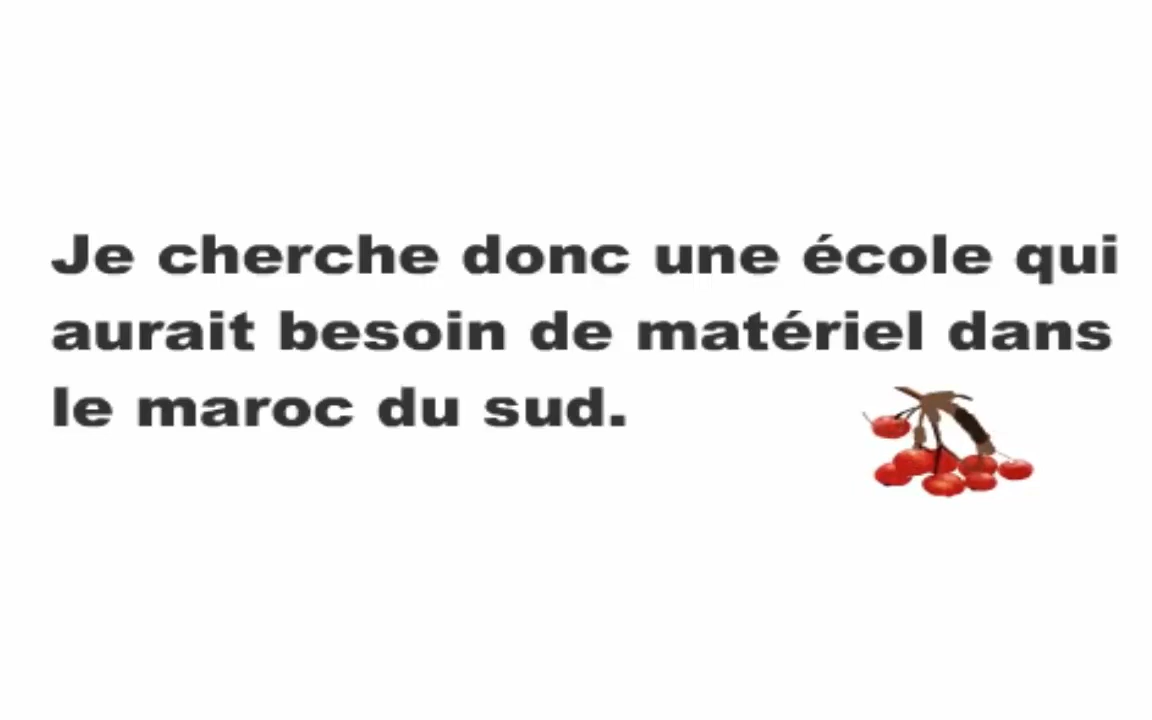 Je cherche donc une école qui
aurait besoin de matériel dans
le maroc du sud.